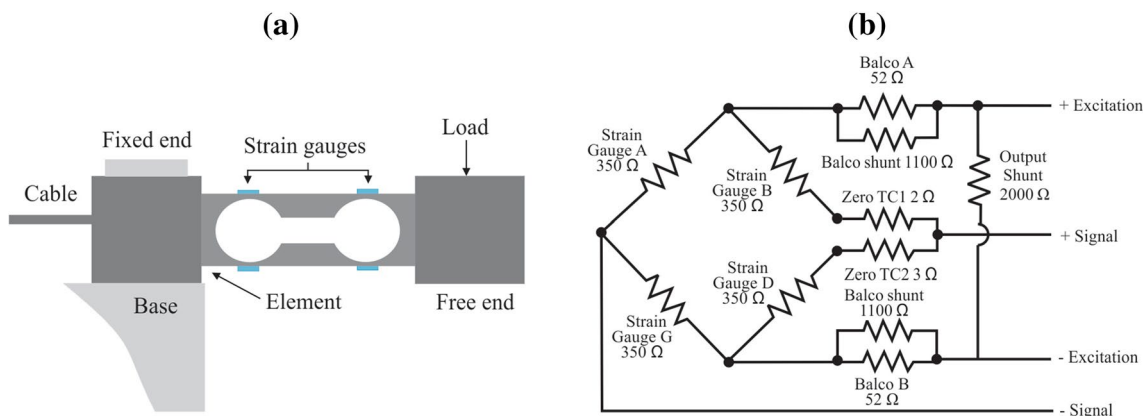 (a)
Fixed end
Strain gauges
Load
Cable
Base
Element
Free end
(b)
Balco A
52 Ω
+ Excitation
Strain
Gauge A
350 Ω
Balco shunt 1100 Ω
Output
Shunt
2000 Ω
Strain
Gauge B
350 Ω
Zero TC1 2 Ω
+ Signal
Zero TC2 3 Ω
Strain
Gauge D
350 Ω
Balco shunt
1100 Ω
Strain
Gauge G
350 Ω
- Excitation
Balco B
52 Ω
- Signal